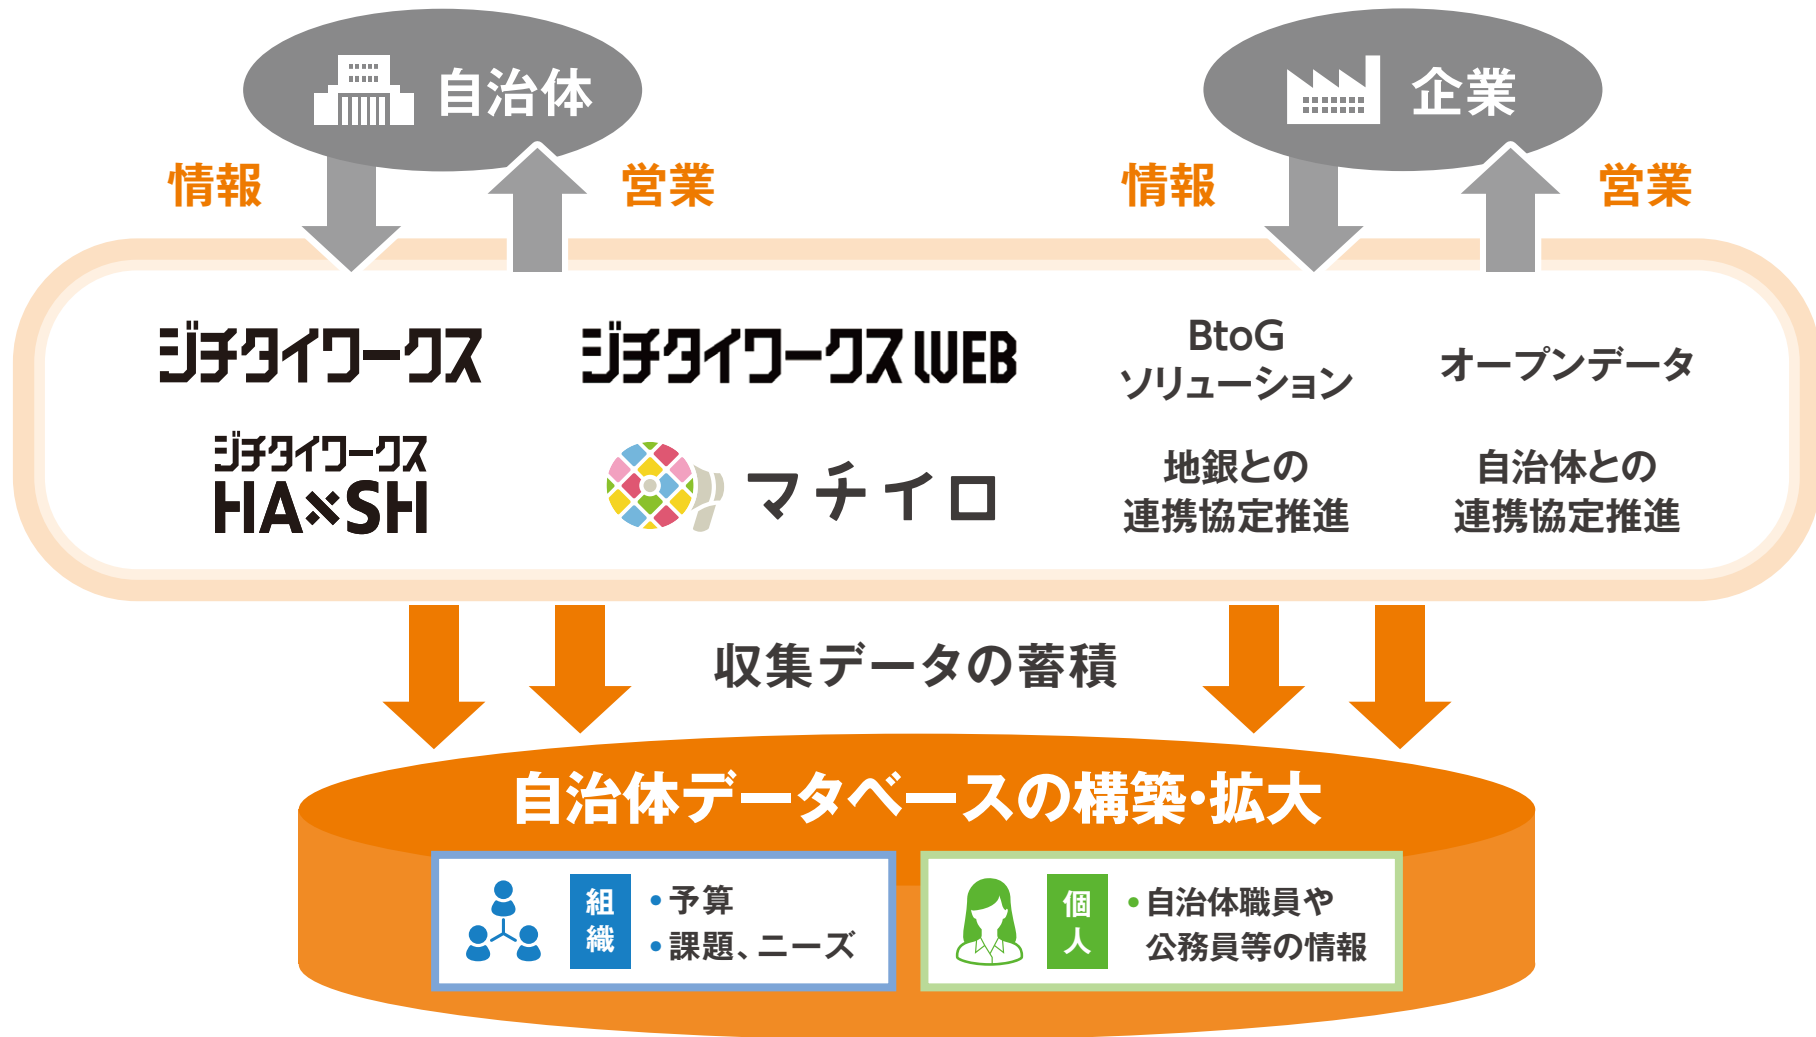 自治体
企業
情報
営業
情報
営業
ジチタイワークス
ジチタイワークス WEB
BtoG
ソリューション
オープンデータ
ジチタイワークス
HA×SH
マチイロ
地銀との
連携協定推進
自治体との
連携協定推進
収集データの蓄積
自治体データベースの構築・拡大
組織
・予算
・課題、ニーズ
個人
・自治体職員や
公務員等の情報